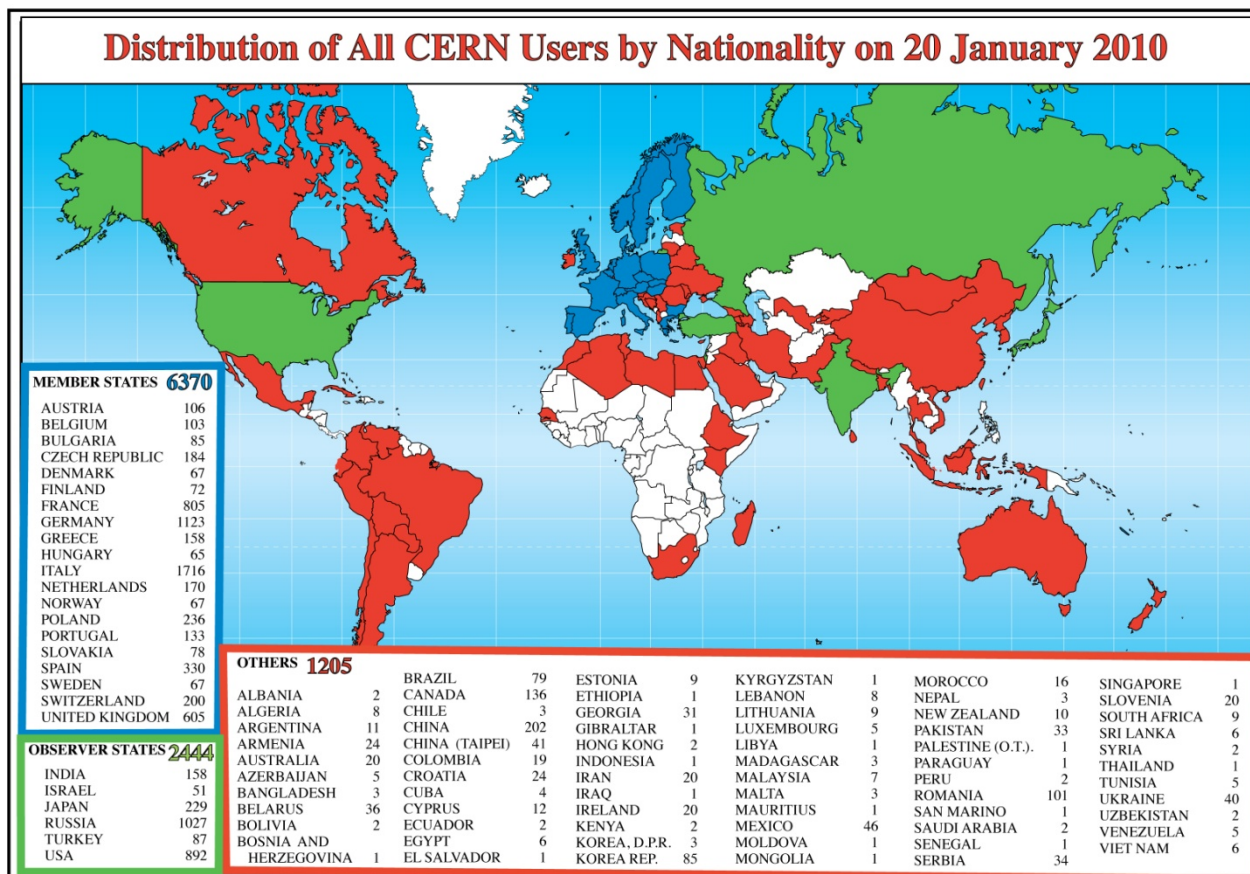 Distribution of All CERN Users by Nationality on 20 January 2010
MEMBER STATES 6370
AUSTRIA 106
BELGIUM 103
BULGARIA 85
CZECH REPUBLIC 184
DENMARK 67
FINLAND 72
FRANCE 805
GERMANY 1123
GREECE 158
HUNGARY 65
ITALY 1716
NETHERLANDS 170
NORWAY 67
POLAND 236
PORTUGAL 133
SLOVAKIA 78
SPAIN 330
SWEDEN 67
SWITZERLAND 200
UNITED KINGDOM 605
OBSERVER STATES 2444
INDIA 158
ISRAEL 51
JAPAN 229
RUSSIA 1027
TURKEY 87
USA 892
OTHERS 1205
ALBANIA 2
ALGERIA 8
ARGENTINA 11
ARMENIA 24
AUSTRALIA 20
AZERBAIJAN 5
BANGLADESH 3
BELARUS 36
BOLIVIA 2
BOSNIA AND
HERZEGOVINA 1
BRAZIL 79
CANADA 136
CHILE 3
CHINA 202
CHINA (TAIPEI) 41
COLOMBIA 19
CROATIA 24
CUBA 4
CYPRUS 12
ECUADOR 2
EGYPT 6
EL SALVADOR 1
ESTONIA 9
ETHIOPIA 1
GEORGIA 31
GIBRALTAR 1
HONG KONG 2
INDONESIA 1
IRAN 20
IRAQ 1
IRELAND 20
KENYA 2
KOREA, D.P.R. 3
KOREA REP. 85
KYRGYZSTAN 1
LEBANON 8
LITHUANIA 9
LUXEMBOURG 5
LIBYA 1
MADAGASCAR 3
MALAYSIA 7
MALTA 3
MAURITIUS 1
MEXICO 46
MOLDOVA 1
MONGOLIA 1
MOROCCO 16
NEPAL 3
NEW ZEALAND 10
PAKISTAN 33
PALESTINE (O.T.) 1
PARAGUAY 1
PERU 2
ROMANIA 101
SAN MARINO 1
SAUDI ARABIA 2
SENEGAL 1
SERBIA 34
SINGAPORE 1
SLOVENIA 20
SOUTH AFRICA 9
SRI LANKA 6
SYRIA 2
THAILAND 1
TUNISIA 5
UKRAINE 40
UZBEKISTAN 2
VENEZUELA 5
VIET NAM 6